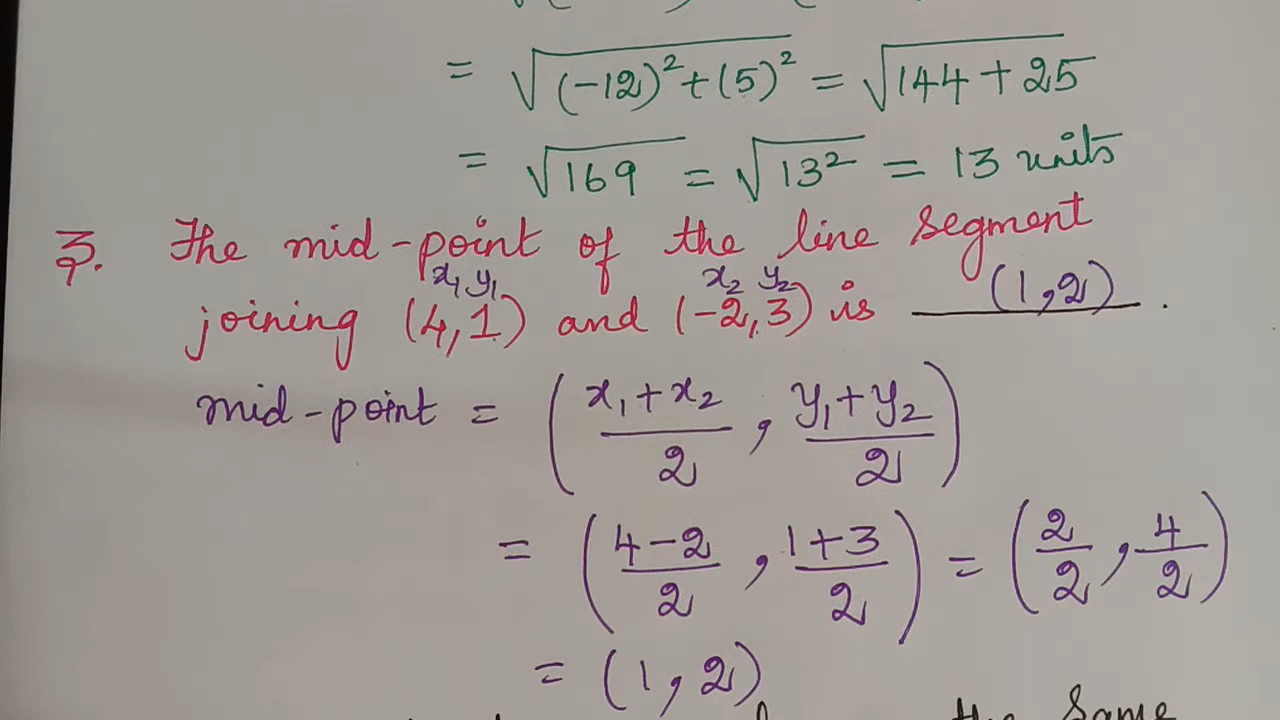 = √(-12)² + (5)² = √144 + 25
= √169 = √13² = 13 units
3. The mid-point of the line segment
x₁ y₁ x₂ y₂
joining (4, 1) and (-2, 3) is (1, 2).
mid-point = (x₁ + x₂ / 2, y₁ + y₂ / 2)
= (4-2 / 2, 1+3 / 2) = (2/2, 4/2)
= (1, 2)
the same